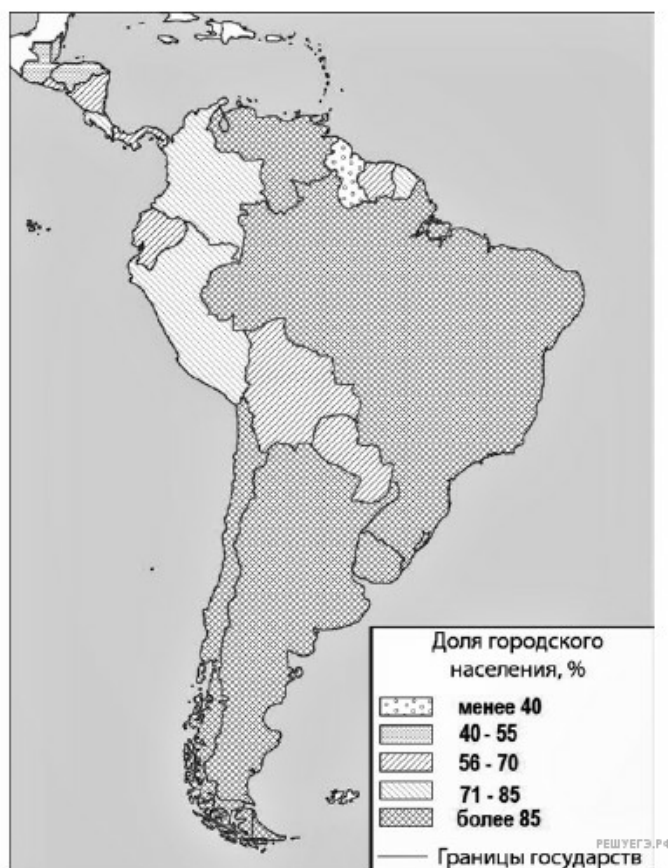 Доля городского
населения, %
менее 40
40 - 55
56 - 70
71 - 85
более 85
РЕШУЕГЭ.РФ
Границы государств